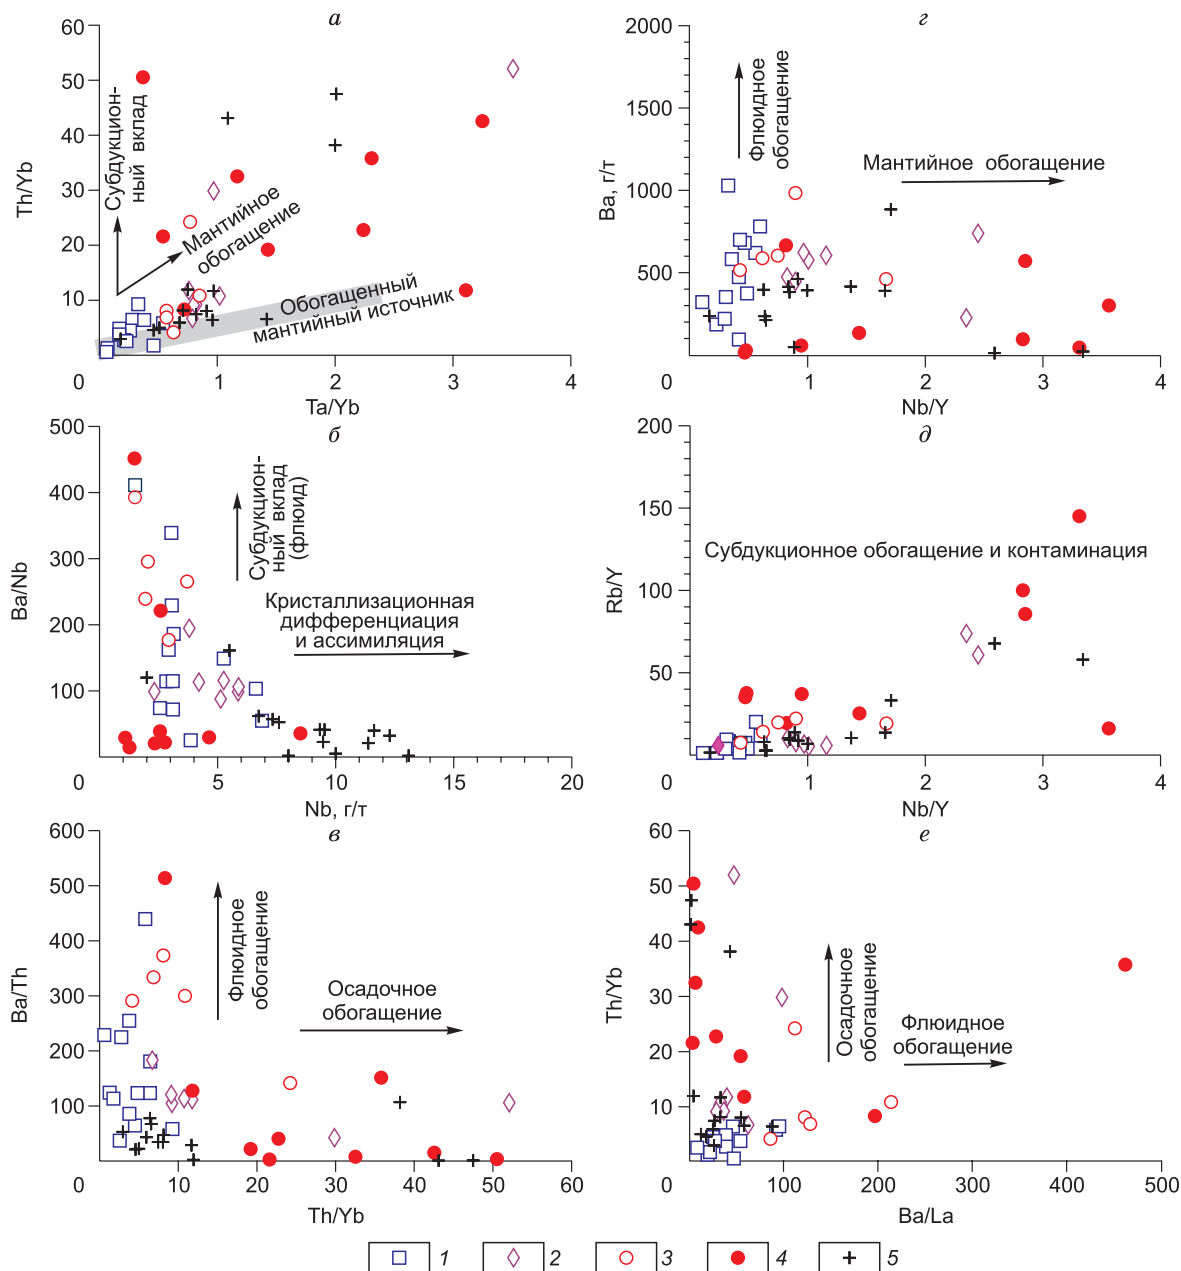 а
60
50
40
30
20
10
0
1
2
3
4
Th/Yb
Ta/Yb
Субдукцион-
ный вклад
Мантийное
обогащение
Обогащенный
мантийный источник
г
2000
1500
1000
500
0
1
2
3
4
Ba, г/т
Nb/Y
Флюидное
обогащение
Мантийное обогащение
б
500
400
300
200
100
0
5
10
15
20
Ba/Nb
Nb, г/т
Субдукцион-
ный вклад
(флюид)
Кристаллизационная
дифференциация
и ассимиляция
д
200
150
100
50
0
1
2
3
4
Rb/Y
Nb/Y
Субдукционное обогащение и контаминация
в
600
500
400
300
200
100
0
10
20
30
40
50
60
Ba/Th
Th/Yb
Флюидное
обогащение
Осадочное
обогащение
е
60
50
40
30
20
10
0
100
200
300
400
500
Th/Yb
Ba/La
Осадочное
обогащение
Флюидное
обогащение
1
2
3
4
5